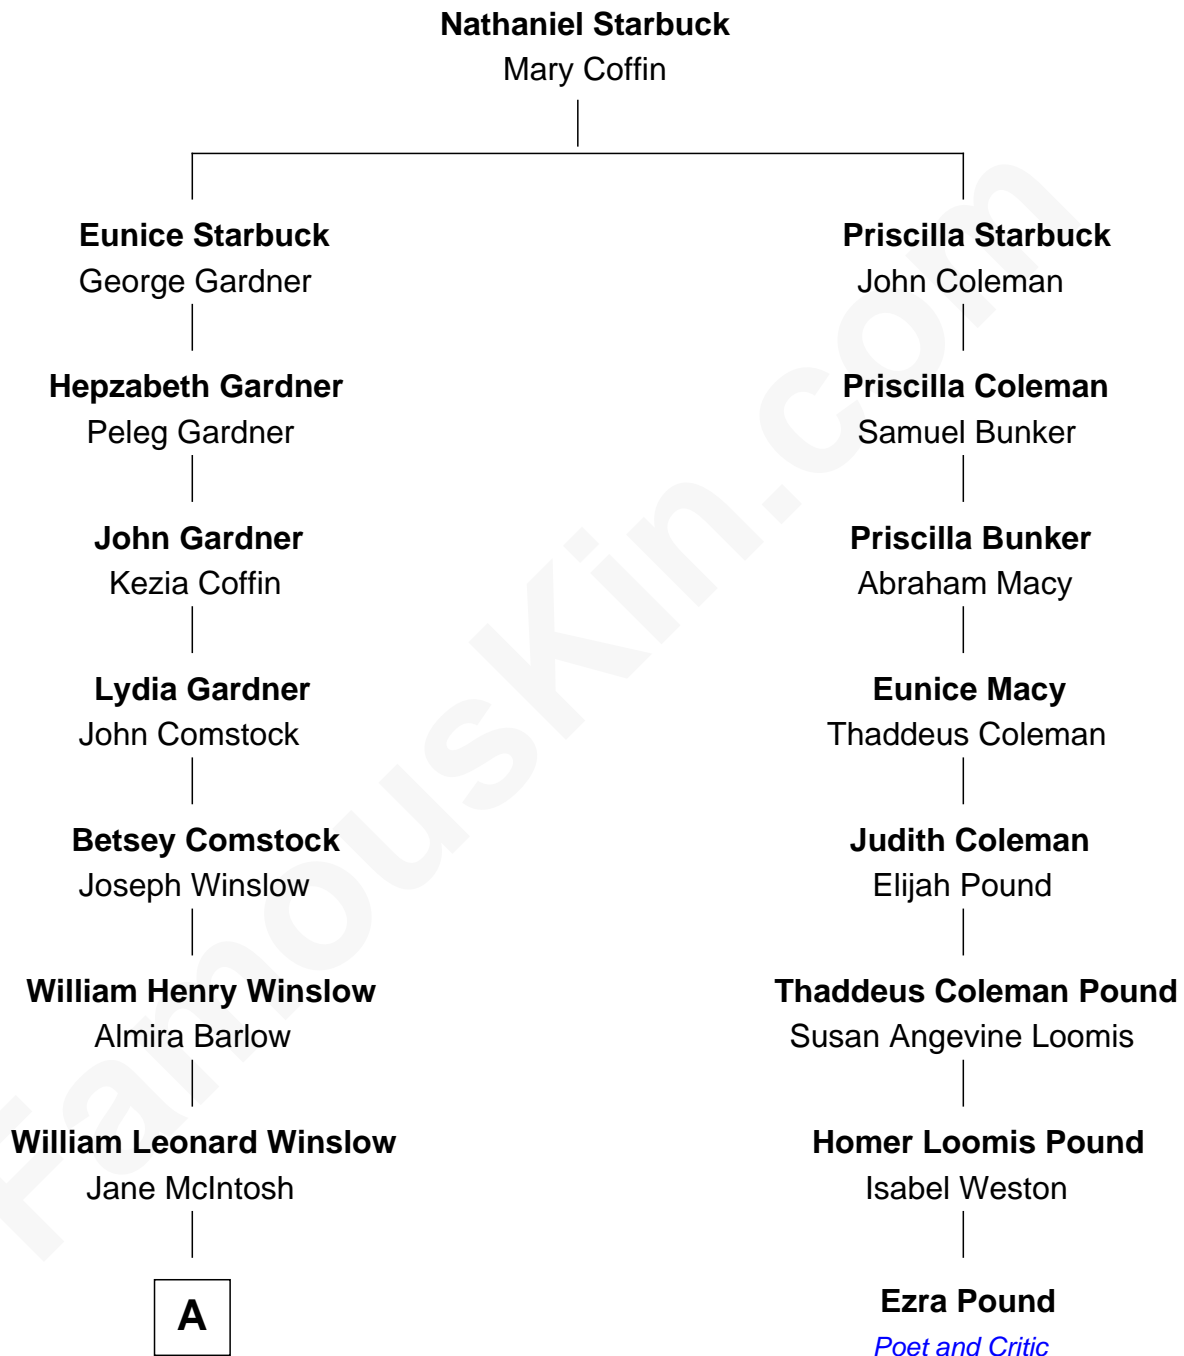 Nathaniel Starbuck
Mary Coffin
Eunice Starbuck
George Gardner
Priscilla Starbuck
John Coleman
Hepzabeth Gardner
Peleg Gardner
Priscilla Coleman
Samuel Bunker
John Gardner
Kezia Coffin
Priscilla Bunker
Abraham Macy
Lydia Gardner
John Comstock
Eunice Macy
Thaddeus Coleman
Betsey Comstock
Joseph Winslow
Judith Coleman
Elijah Pound
William Henry Winslow
Almira Barlow
Thaddeus Coleman Pound
Susan Angevine Loomis
William Leonard Winslow
Jane McIntosh
Homer Loomis Pound
Isabel Weston
A
Ezra Pound
Poet and Critic
FamousKin.com